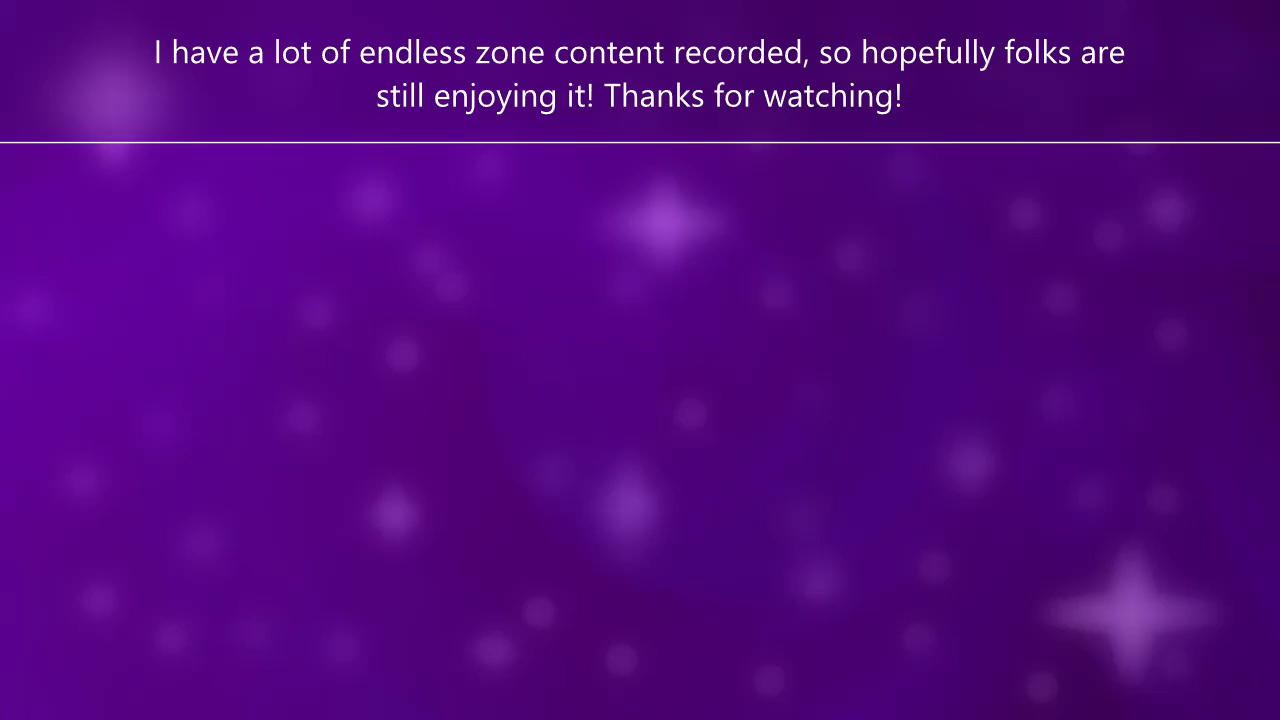 I have a lot of endless zone content recorded, so hopefully folks are
still enjoying it! Thanks for watching!